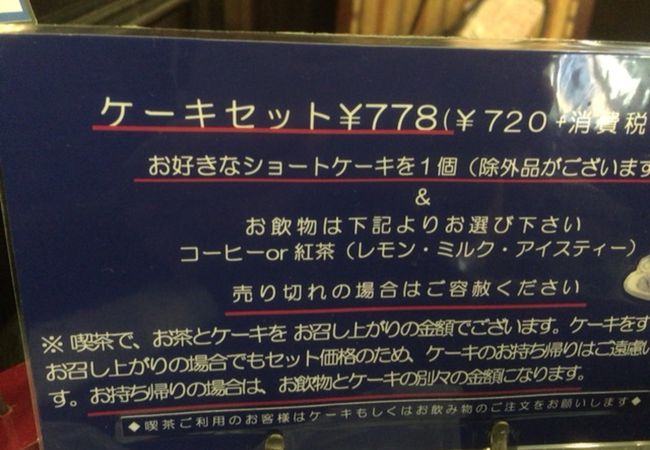 ケーキセット¥778(¥720+消費税
お好きなショートケーキを1個(除外品がございます
&
お飲物は下記よりお選び下さい
コーヒーor紅茶(レモン・ミルク・アイスティー)
売り切れの場合はご容赦ください
※ 喫茶で、お茶とケーキを お召し上がりの金額でございます。ケーキをす
お召し上がりの場合でもセット価格のため、ケーキのお持ち帰りはご遠慮い
す。お持ち帰りの場合は、お飲物とケーキの別々の金額になります。
◆喫茶ご利用のお客様はケーキもしくはお飲み物のご注文をお願いします◆